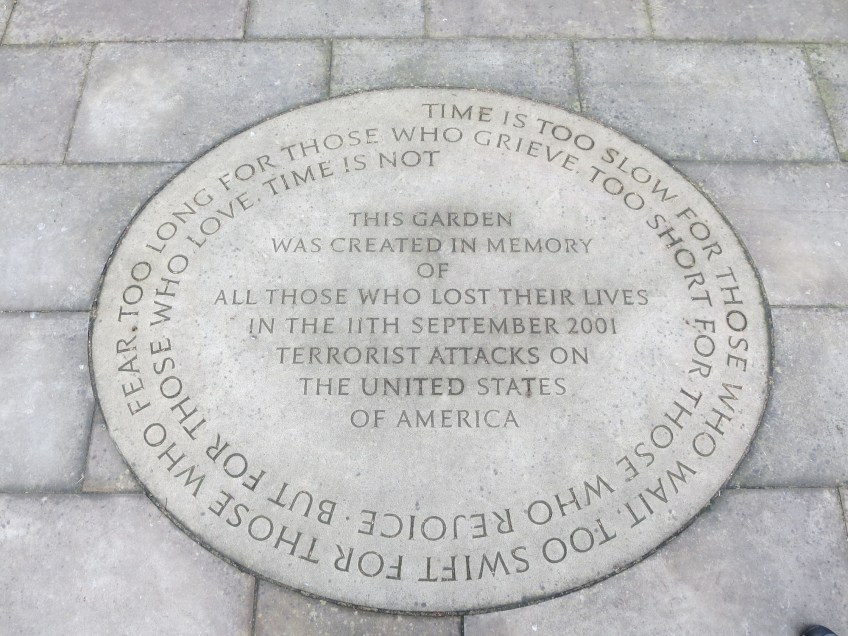 TIME IS TOO SLOW FOR THOSE WHO WAIT · TOO SWIFT FOR THOSE WHO FEAR · TOO LONG FOR THOSE WHO GRIEVE · TOO SHORT FOR THOSE WHO REJOICE · BUT FOR THOSE WHO LOVE · TIME IS NOT
THIS GARDEN
WAS CREATED IN MEMORY
OF
ALL THOSE WHO LOST THEIR LIVES
IN THE 11TH SEPTEMBER 2001
TERRORIST ATTACKS ON
THE UNITED STATES
OF AMERICA